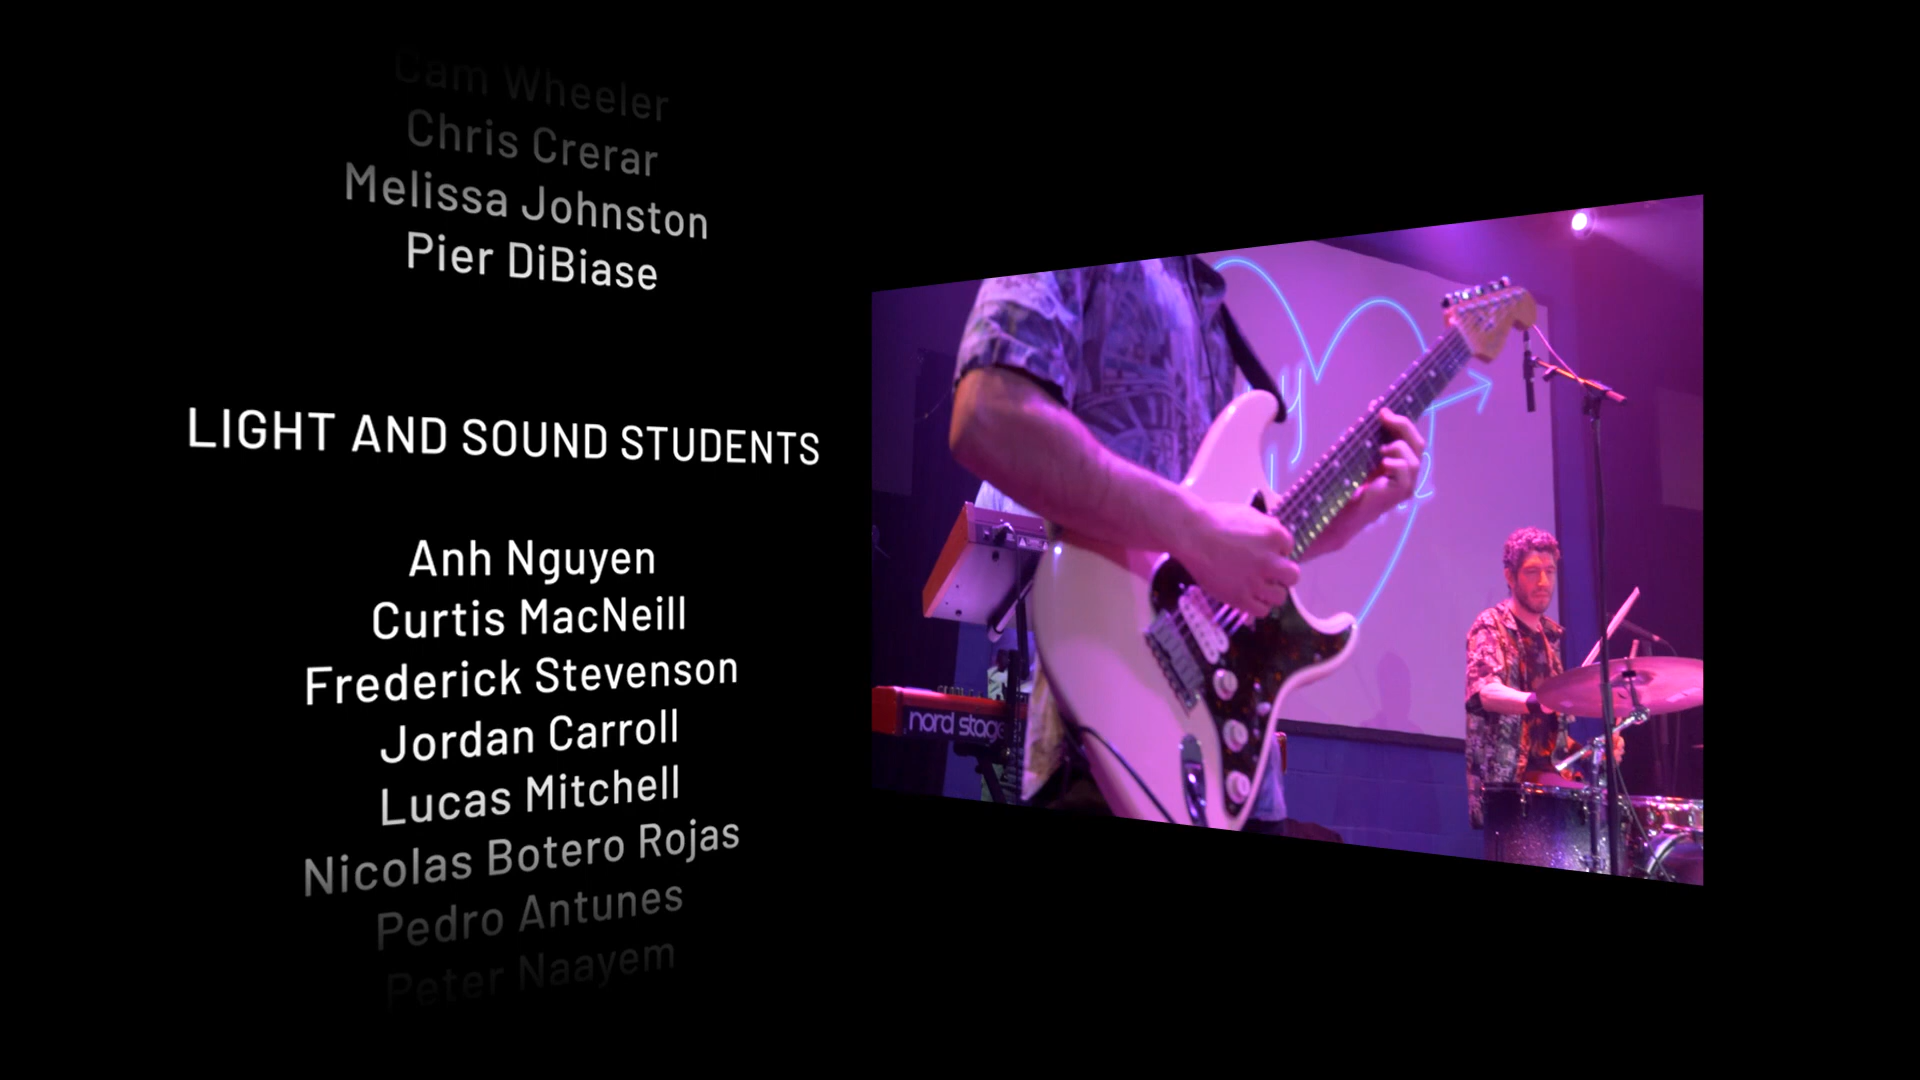 Cam Wheeler
Chris Crerar
Melissa Johnston
Pier DiBiase
LIGHT AND SOUND STUDENTS
Anh Nguyen
Curtis MacNeill
Frederick Stevenson
Jordan Carroll
Lucas Mitchell
Nicolas Botero Rojas
Pedro Antunes
Peter Naayem
nord stage